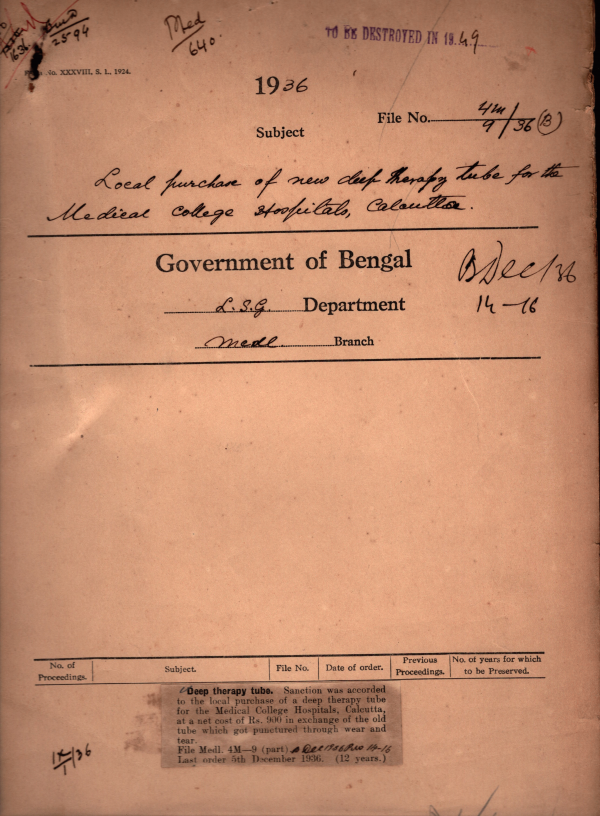 Med
640
TO BE DESTROYED IN 19.49
2594
No. XXXVIII, S. L., 1924.
1936
File No. 4M/9/36 (B)
Subject
Local purchase of new deep therapy tube for the
Medical College Hospitals, Calcutta.
Government of Bengal
B Dec/36
L.S.G. Department
14-16
Medl. Branch
No. of Proceedings. Subject. File No. Date of order. Previous Proceedings. No. of years for which to be Preserved.
Deep therapy tube. Sanction was accorded
to the local purchase of a deep therapy tube
for the Medical College Hospitals, Calcutta,
at a net cost of Rs. 900 in exchange of the old
tube which got punctured through wear and
tear.
File Medl. 4M—9 (part) 14-16
Last order 5th December 1936. (12 years.)